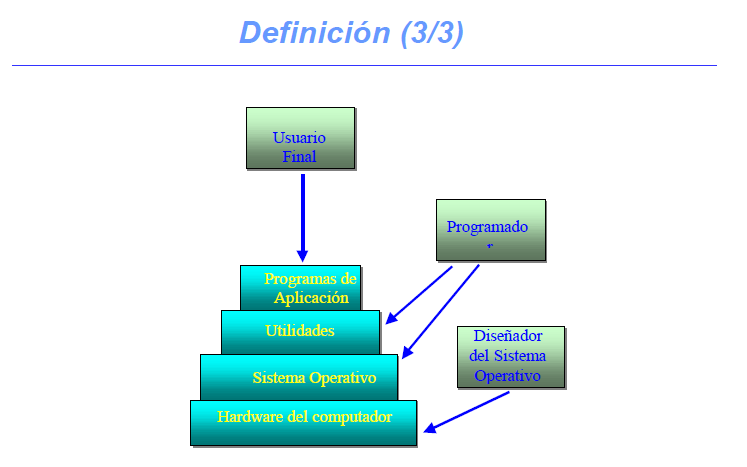 Definición (3/3)
Usuario
Final
Programado
r
Programas de
Aplicación
Utilidades
Diseñador
del Sistema
Operativo
Sistema Operativo
Hardware del computador